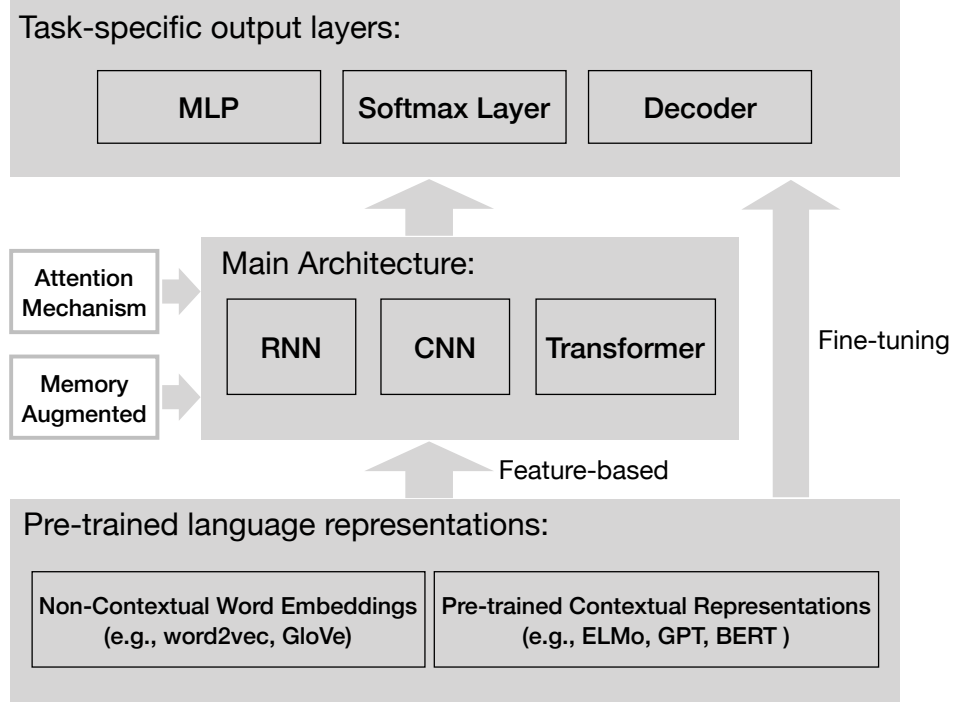 Task-specific output layers:
MLP
Softmax Layer
Decoder
Attention
Mechanism
Main Architecture:
RNN
CNN
Transformer
Memory
Augmented
Fine-tuning
Feature-based
Pre-trained language representations:
Non-Contextual Word Embeddings
(e.g., word2vec, GloVe)
Pre-trained Contextual Representations
(e.g., ELMo, GPT, BERT )